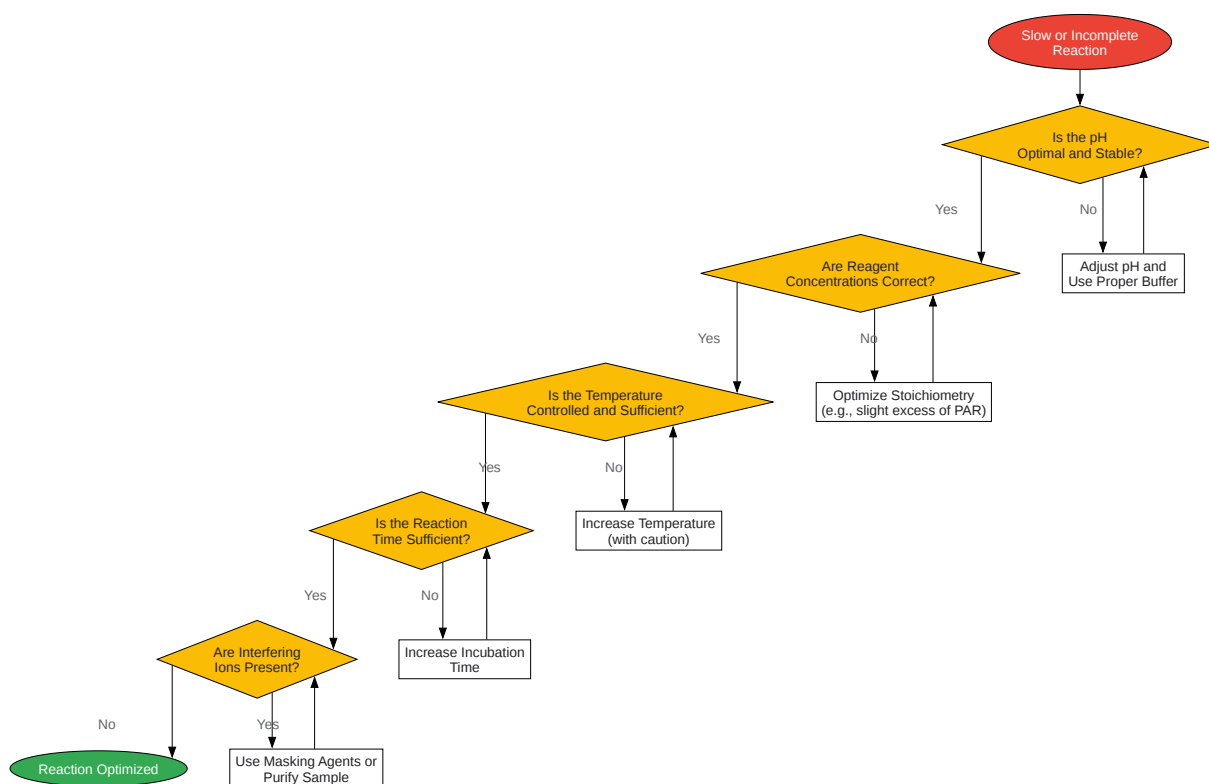 Slow or Incomplete
Reaction
Is the pH
Optimal and Stable?
Yes
No
Are Reagent
Concentrations Correct?
Adjust pH and
Use Proper Buffer
Yes
No
Is the Temperature
Controlled and Sufficient?
Optimize Stoichiometry
(e.g., slight excess of PAR)
Yes
No
Is the Reaction
Time Sufficient?
Increase Temperature
(with caution)
Yes
No
Are Interfering
Ions Present?
Increase Incubation
Time
No
Yes
Reaction Optimized
Use Masking Agents or
Purify Sample